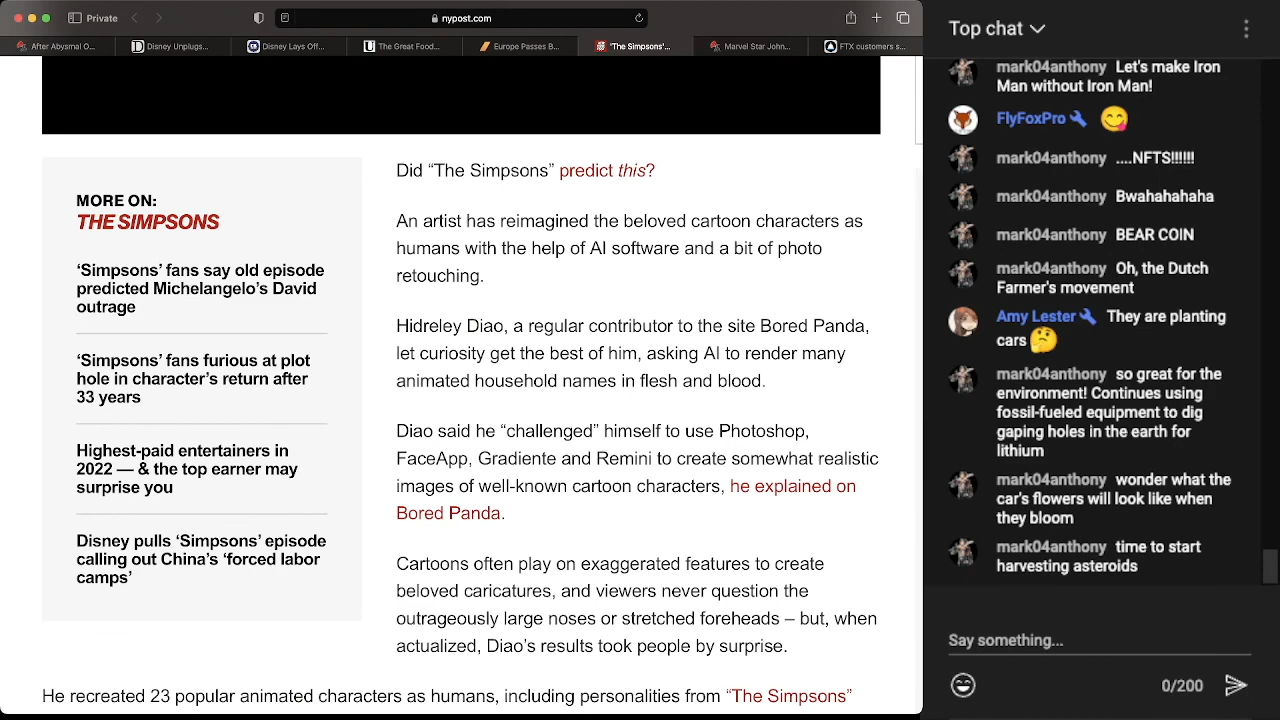 Private
nypost.com
After Abysmal O...
Disney Unplugs...
Disney Lays Off...
The Great Food...
Europe Passes B...
'The Simpsons'...
Marvel Star John...
FTX customers s...
MORE ON:
THE SIMPSONS
‘Simpsons’ fans say old episode
predicted Michelangelo’s David
outrage
‘Simpsons’ fans furious at plot
hole in character’s return after
33 years
Highest-paid entertainers in
2022 — & the top earner may
surprise you
Disney pulls ‘Simpsons’ episode
calling out China’s ‘forced labor
camps’
Did “The Simpsons” predict this?
An artist has reimagined the beloved cartoon characters as
humans with the help of AI software and a bit of photo
retouching.
Hidreley Diao, a regular contributor to the site Bored Panda,
let curiosity get the best of him, asking AI to render many
animated household names in flesh and blood.
Diao said he “challenged” himself to use Photoshop,
FaceApp, Gradiente and Remini to create somewhat realistic
images of well-known cartoon characters, he explained on
Bored Panda.
Cartoons often play on exaggerated features to create
beloved caricatures, and viewers never question the
outrageously large noses or stretched foreheads – but, when
actualized, Diao’s results took people by surprise.
He recreated 23 popular animated characters as humans, including personalities from “The Simpsons”
Top chat
mark04anthony Let's make Iron
Man without Iron Man!
FlyFoxPro
mark04anthony ....NFTS!!!!!!
mark04anthony Bwahahahaha
mark04anthony BEAR COIN
mark04anthony Oh, the Dutch
Farmer's movement
Amy Lester They are planting
cars
mark04anthony so great for the
environment! Continues using
fossil-fueled equipment to dig
gaping holes in the earth for
lithium
mark04anthony wonder what the
car's flowers will look like when
they bloom
mark04anthony time to start
harvesting asteroids
Say something...
0/200